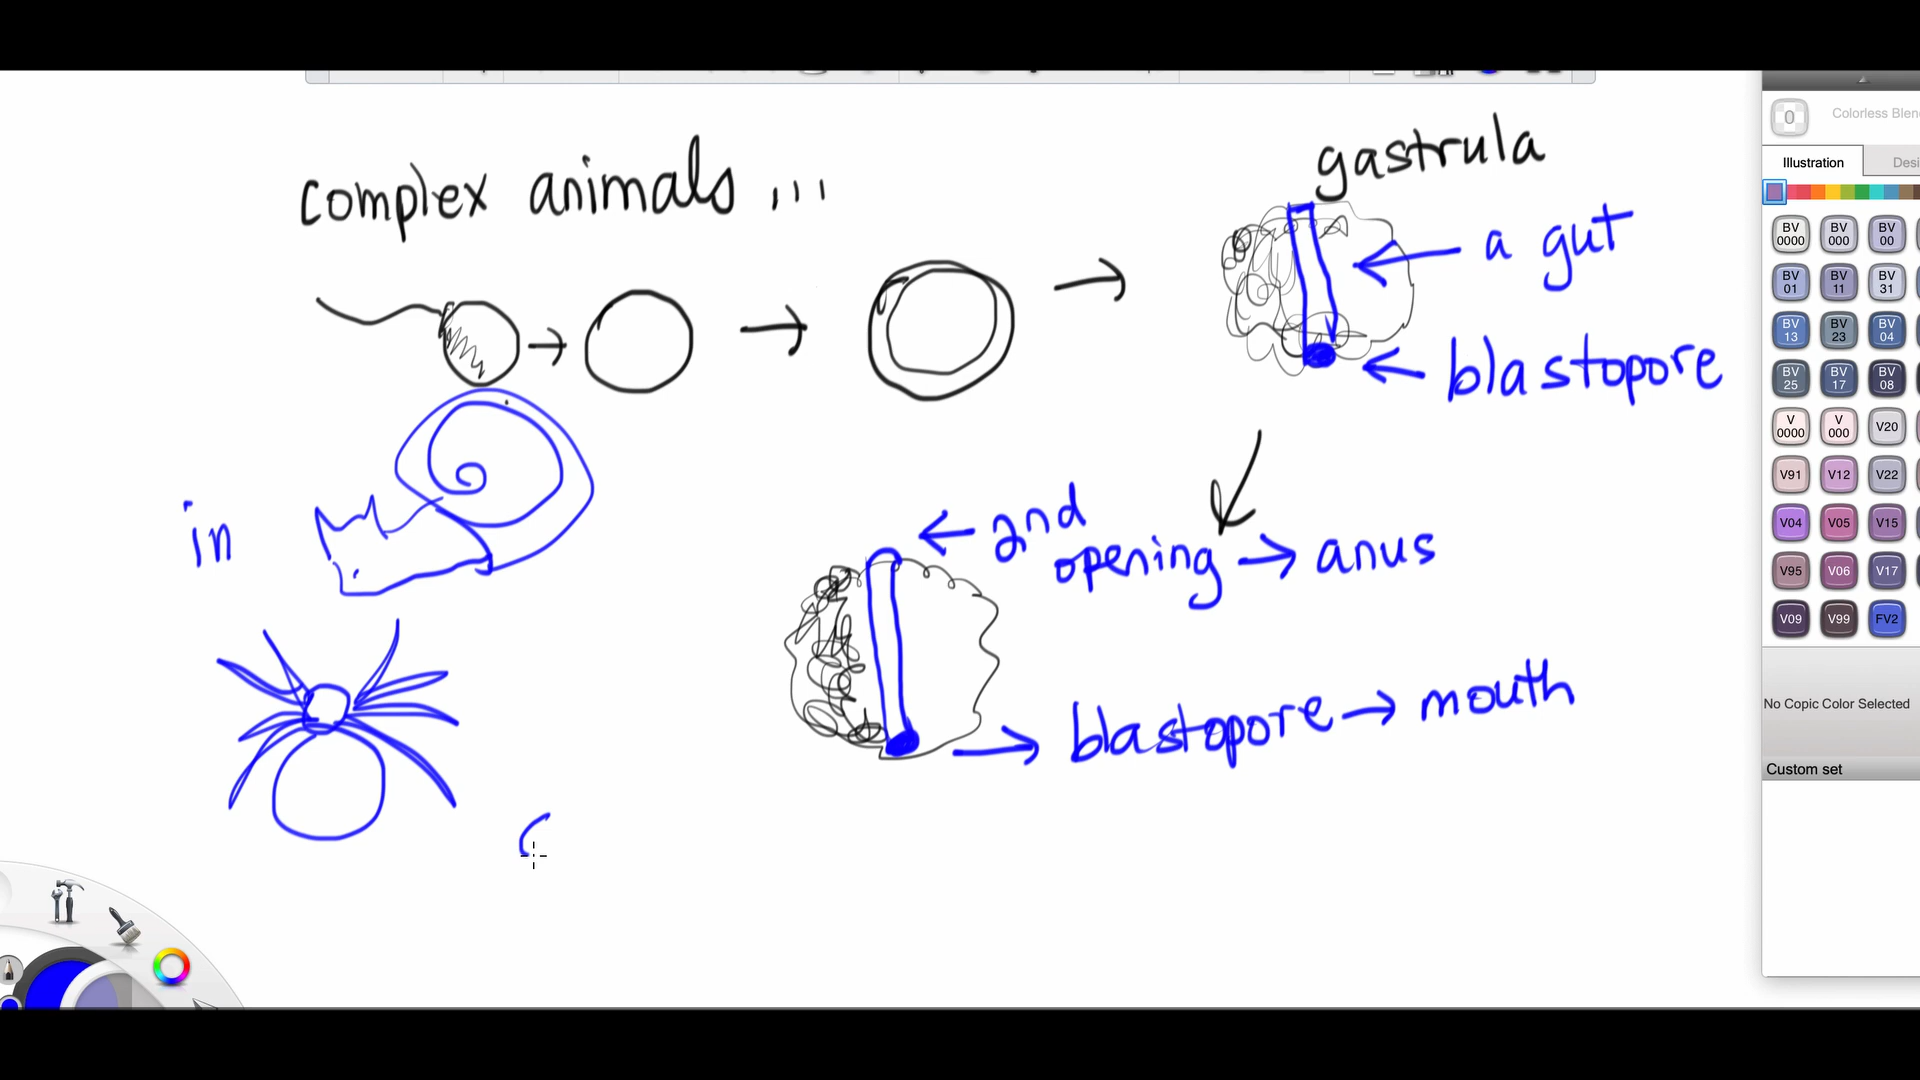 complex animals...
gastrula
a gut
blastopore
in
2nd
opening → anus
blastopore → mouth
0
Colorless Blen
Illustration
Desi
BV
0000
BV
000
BV
00
BV
01
BV
11
BV
31
BV
13
BV
23
BV
04
BV
25
BV
17
BV
08
V
0000
V
000
V20
V91
V12
V22
V04
V05
V15
V95
V06
V17
V09
V99
FV2
No Copic Color Selected
Custom set